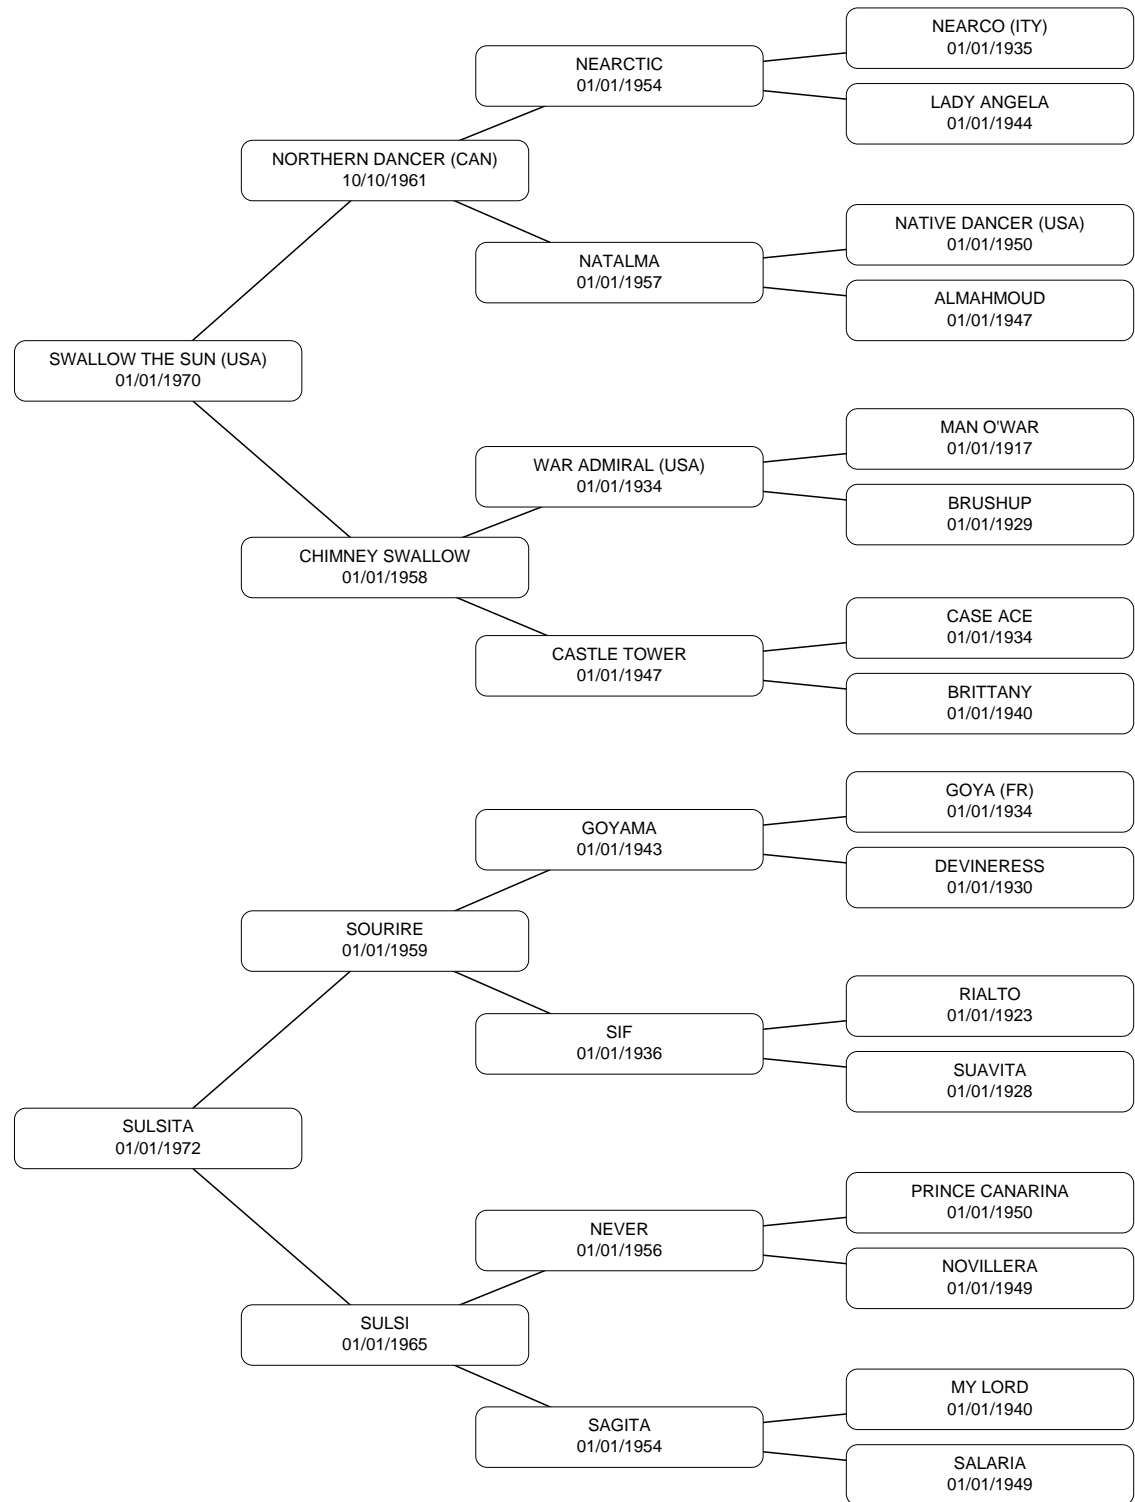 NEARCO (ITY)
01/01/1935
NEARCTIC
01/01/1954
LADY ANGELA
01/01/1944
NORTHERN DANCER (CAN)
10/10/1961
NATIVE DANCER (USA)
01/01/1950
NATALMA
01/01/1957
ALMAHMOUD
01/01/1947
SWALLOW THE SUN (USA)
01/01/1970
MAN O'WAR
01/01/1917
WAR ADMIRAL (USA)
01/01/1934
BRUSHUP
01/01/1929
CHIMNEY SWALLOW
01/01/1958
CASE ACE
01/01/1934
CASTLE TOWER
01/01/1947
BRITTANY
01/01/1940
GOYA (FR)
01/01/1934
GOYAMA
01/01/1943
DEVINERESS
01/01/1930
SOURIRE
01/01/1959
RIALTO
01/01/1923
SIF
01/01/1936
SUAVITA
01/01/1928
SULSITA
01/01/1972
PRINCE CANARINA
01/01/1950
NEVER
01/01/1956
NOVILLERA
01/01/1949
SULSI
01/01/1965
MY LORD
01/01/1940
SAGITA
01/01/1954
SALARIA
01/01/1949